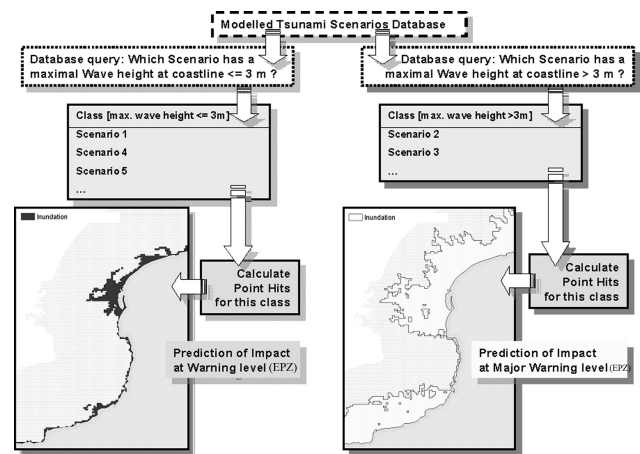 Modelled Tsunami Scenarios Database
Database query: Which Scenario has a
maximal Wave height at coastline <= 3 m ?
Database query: Which Scenario has a
maximal Wave height at coastline > 3 m ?
Class [max. wave height <= 3m]
Scenario 1
Scenario 4
Scenario 5
...
Class [max. wave height >3m]
Scenario 2
Scenario 3
...
Inundation
Calculate
Point Hits
for this class
Prediction of Impact
at Warning level (EPZ)
Inundation
Calculate
Point Hits
for this class
Prediction of Impact
at Major Warning level (EPZ)